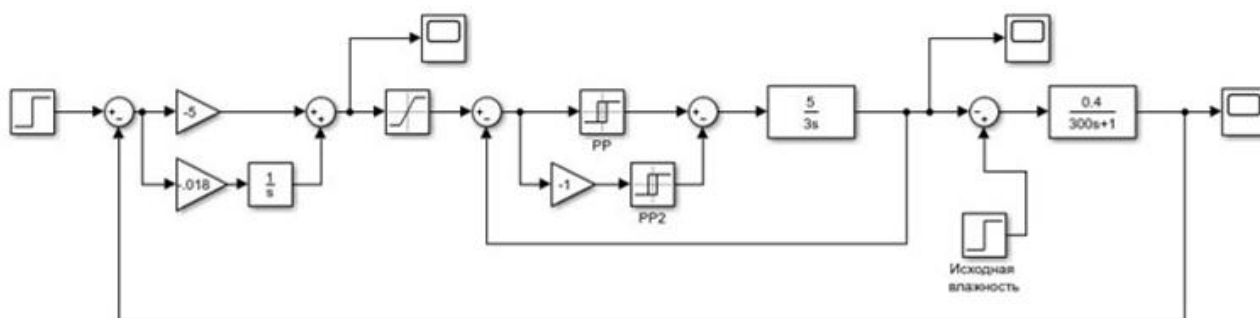 -5
-.018
1
s
PP
-1
PP2
5
3s
0.4
300s+1
Исходная
влажность